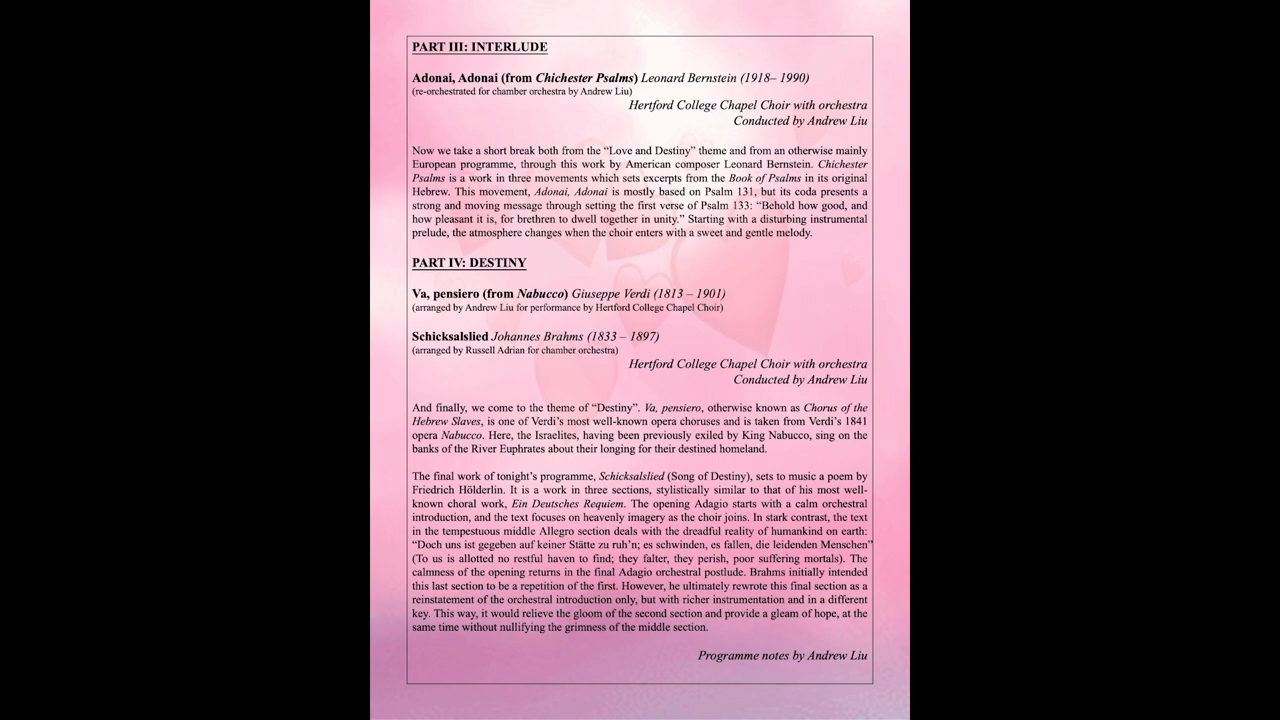 PART III: INTERLUDE
Adonai, Adonai (from Chichester Psalms) Leonard Bernstein (1918– 1990)
(re-orchestrated for chamber orchestra by Andrew Liu)
Hertford College Chapel Choir with orchestra
Conducted by Andrew Liu
Now we take a short break both from the “Love and Destiny” theme and from an otherwise mainly
European programme, through this work by American composer Leonard Bernstein. Chichester
Psalms is a work in three movements which sets excerpts from the Book of Psalms in its original
Hebrew. This movement, Adonai, Adonai is mostly based on Psalm 131, but its coda presents a
strong and moving message through setting the first verse of Psalm 133: “Behold how good, and
how pleasant it is, for brethren to dwell together in unity.” Starting with a disturbing instrumental
prelude, the atmosphere changes when the choir enters with a sweet and gentle melody.
PART IV: DESTINY
Va, pensiero (from Nabucco) Giuseppe Verdi (1813 – 1901)
(arranged by Andrew Liu for performance by Hertford College Chapel Choir)
Schicksalslied Johannes Brahms (1833 – 1897)
(arranged by Russell Adrian for chamber orchestra)
Hertford College Chapel Choir with orchestra
Conducted by Andrew Liu
And finally, we come to the theme of “Destiny”. Va, pensiero, otherwise known as Chorus of the
Hebrew Slaves, is one of Verdi’s most well-known opera choruses and is taken from Verdi’s 1841
opera Nabucco. Here, the Israelites, having been previously exiled by King Nabucco, sing on the
banks of the River Euphrates about their longing for their destined homeland.
The final work of tonight’s programme, Schicksalslied (Song of Destiny), sets to music a poem by
Friedrich Hölderlin. It is a work in three sections, stylistically similar to that of his most well-
known choral work, Ein Deutsches Requiem. The opening Adagio starts with a calm orchestral
introduction, and the text focuses on heavenly imagery as the choir joins. In stark contrast, the text
in the tempestuous middle Allegro section deals with the dreadful reality of humankind on earth:
“Doch uns ist gegeben auf keiner Stätte zu ruh’n; es schwinden, es fallen, die leidenden Menschen”
(To us is allotted no restful haven to find; they falter, they perish, poor suffering mortals). The
calmness of the opening returns in the final Adagio orchestral postlude. Brahms initially intended
this last section to be a repetition of the first. However, he ultimately rewrote this final section as a
reinstatement of the orchestral introduction only, but with richer instrumentation and in a different
key. This way, it would relieve the gloom of the second section and provide a gleam of hope, at the
same time without nullifying the grimness of the middle section.
Programme notes by Andrew Liu